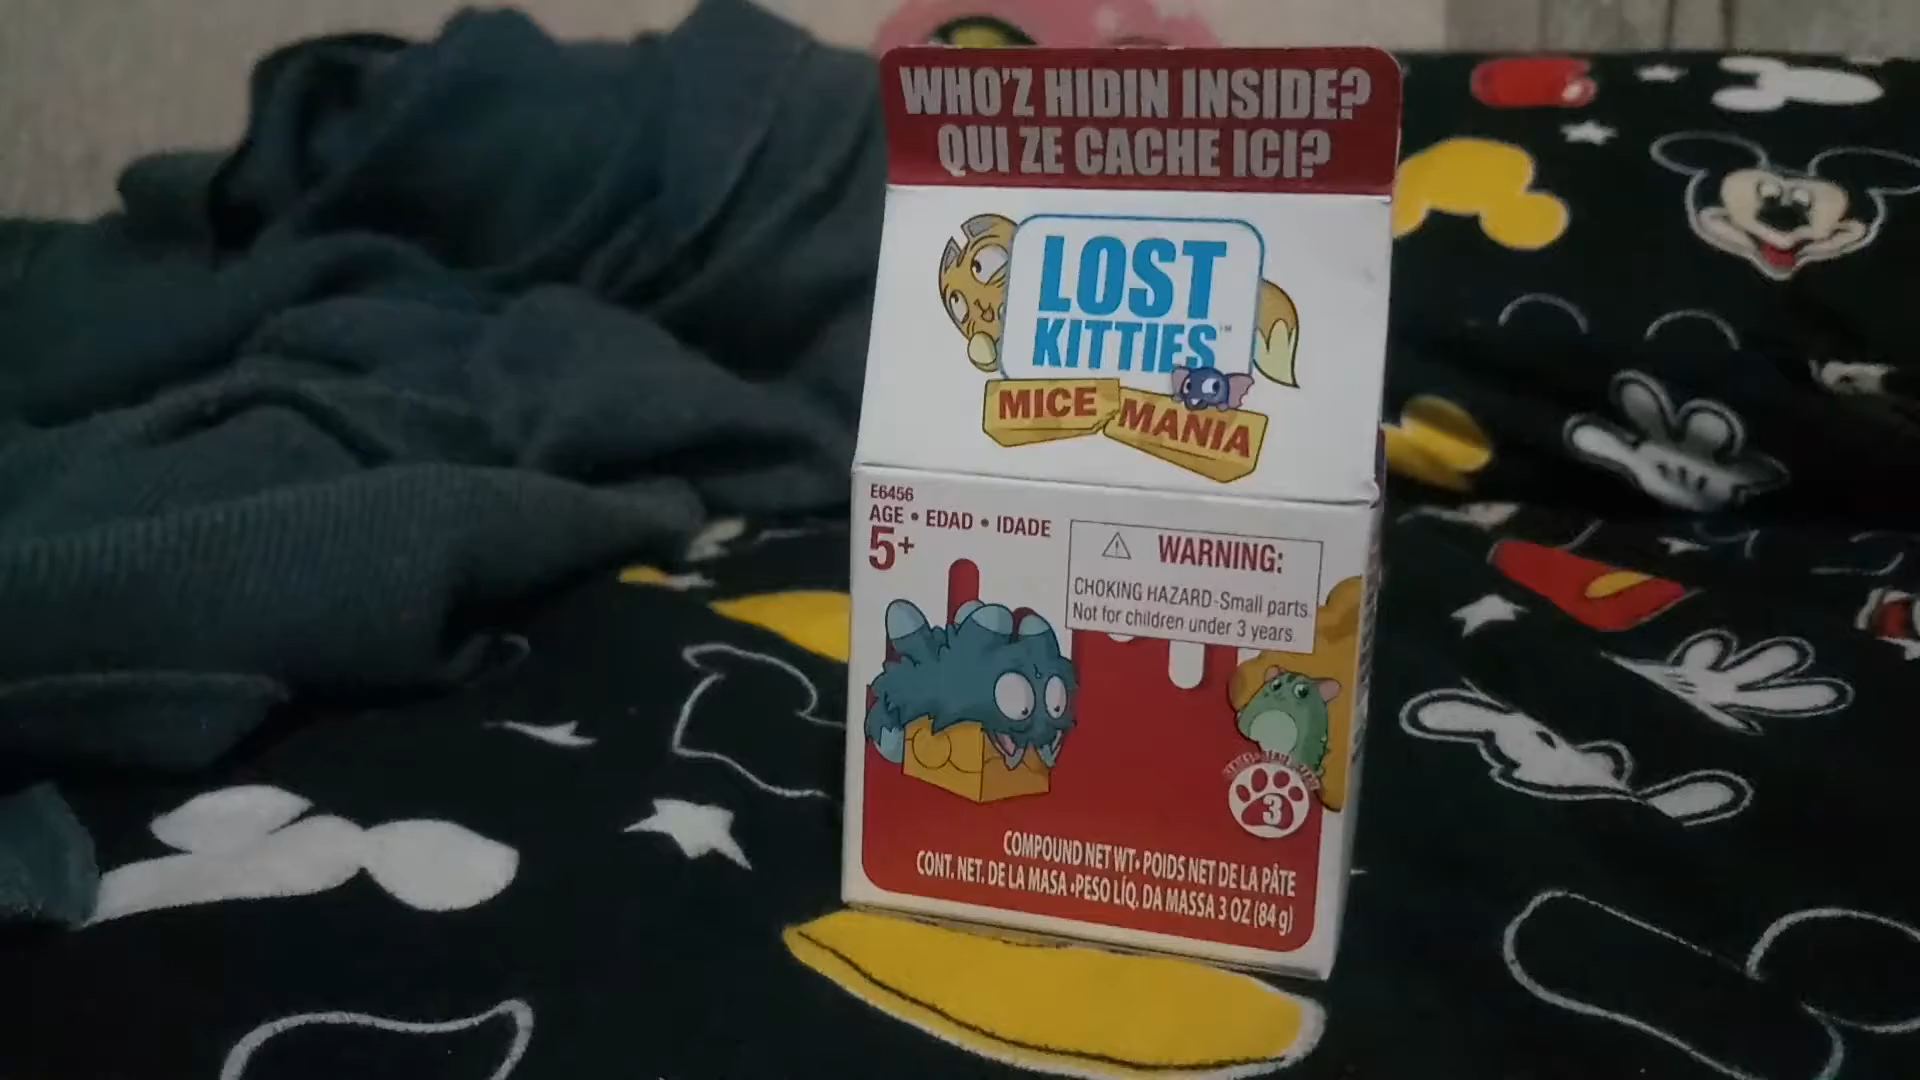 WHO'Z HIDIN INSIDE?
QUI ZE CACHE ICI?
LOST
KITTIES™
MICE MANIA
E6456
AGE • EDAD • IDADE
5+
WARNING:
CHOKING HAZARD-Small parts.
Not for children under 3 years.
3
COMPOUND NET WT. • POIDS NET DE LA PÂTE
CONT. NET. DE LA MASA • PESO LÍQ. DA MASSA 3 OZ (84 g)